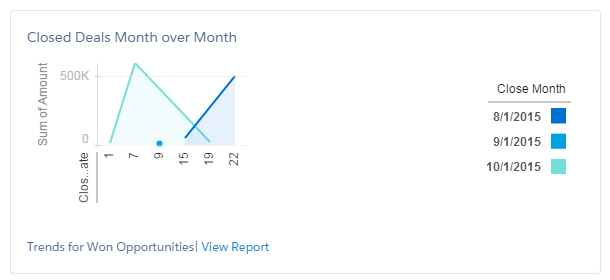 Closed Deals Month over Month
Sum of Amount
500K
0
Clos...ate
1
7
9
15
19
22
Close Month
8/1/2015
9/1/2015
10/1/2015
Trends for Won Opportunities| View Report